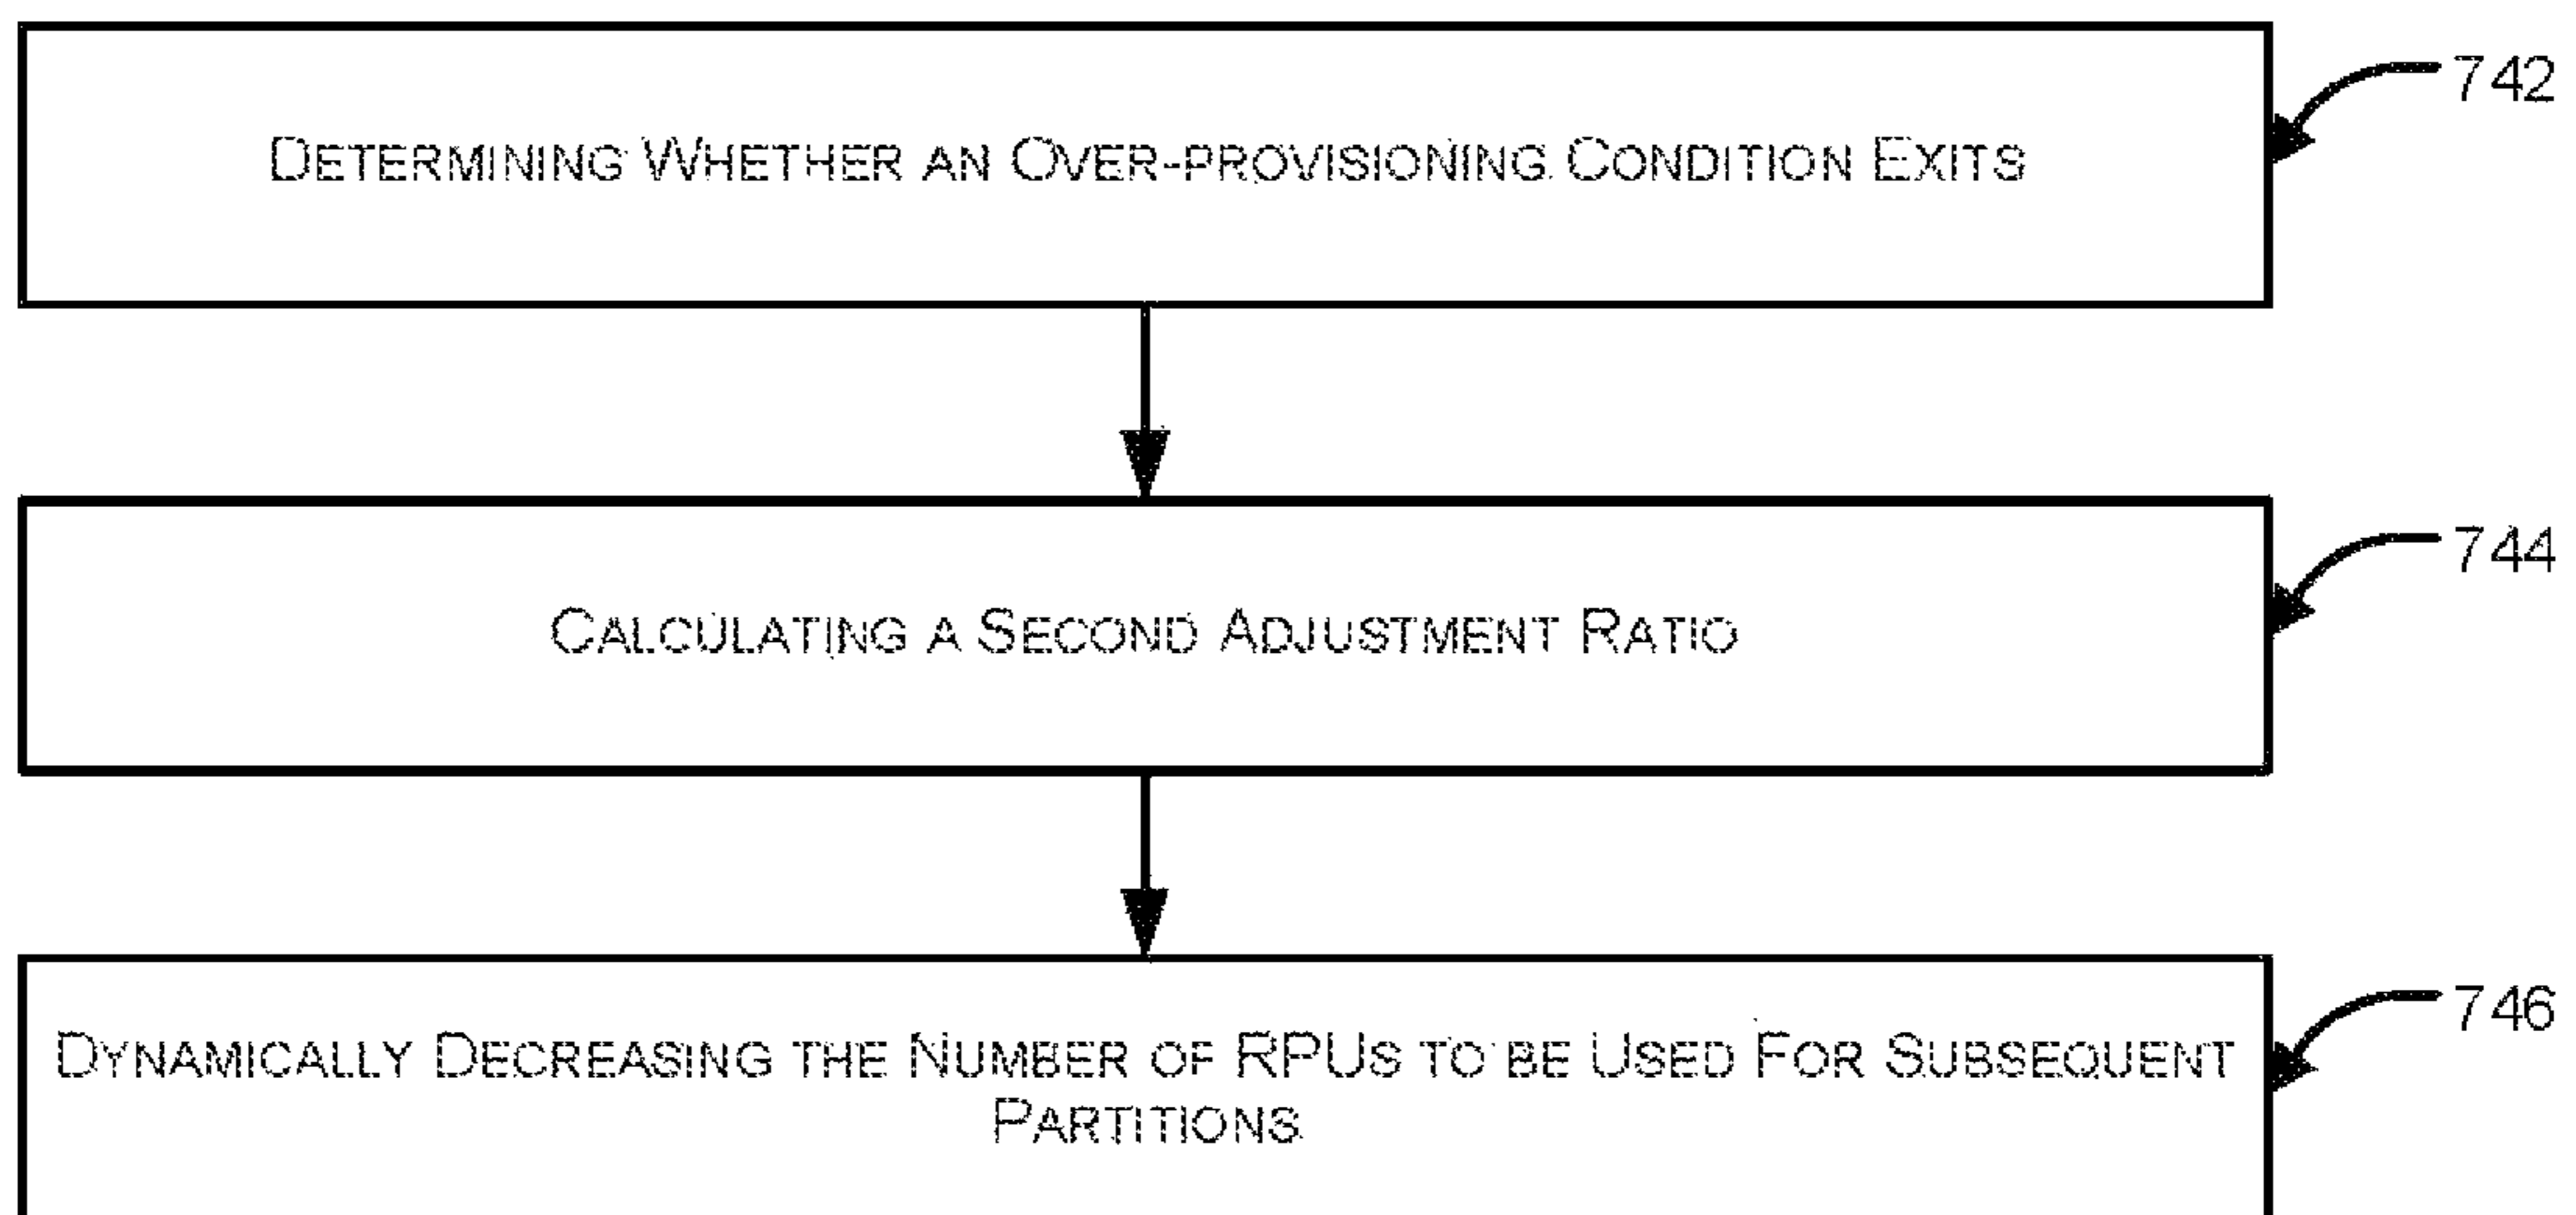 742
DETERMINING WHETHER AN OVER-PROVISIONING CONDITION EXITS
744
CALCULATING A SECOND ADJUSTMENT RATIO
746
DYNAMICALLY DECREASING THE NUMBER OF RPUS TO BE USED FOR SUBSEQUENT
PARTITIONS